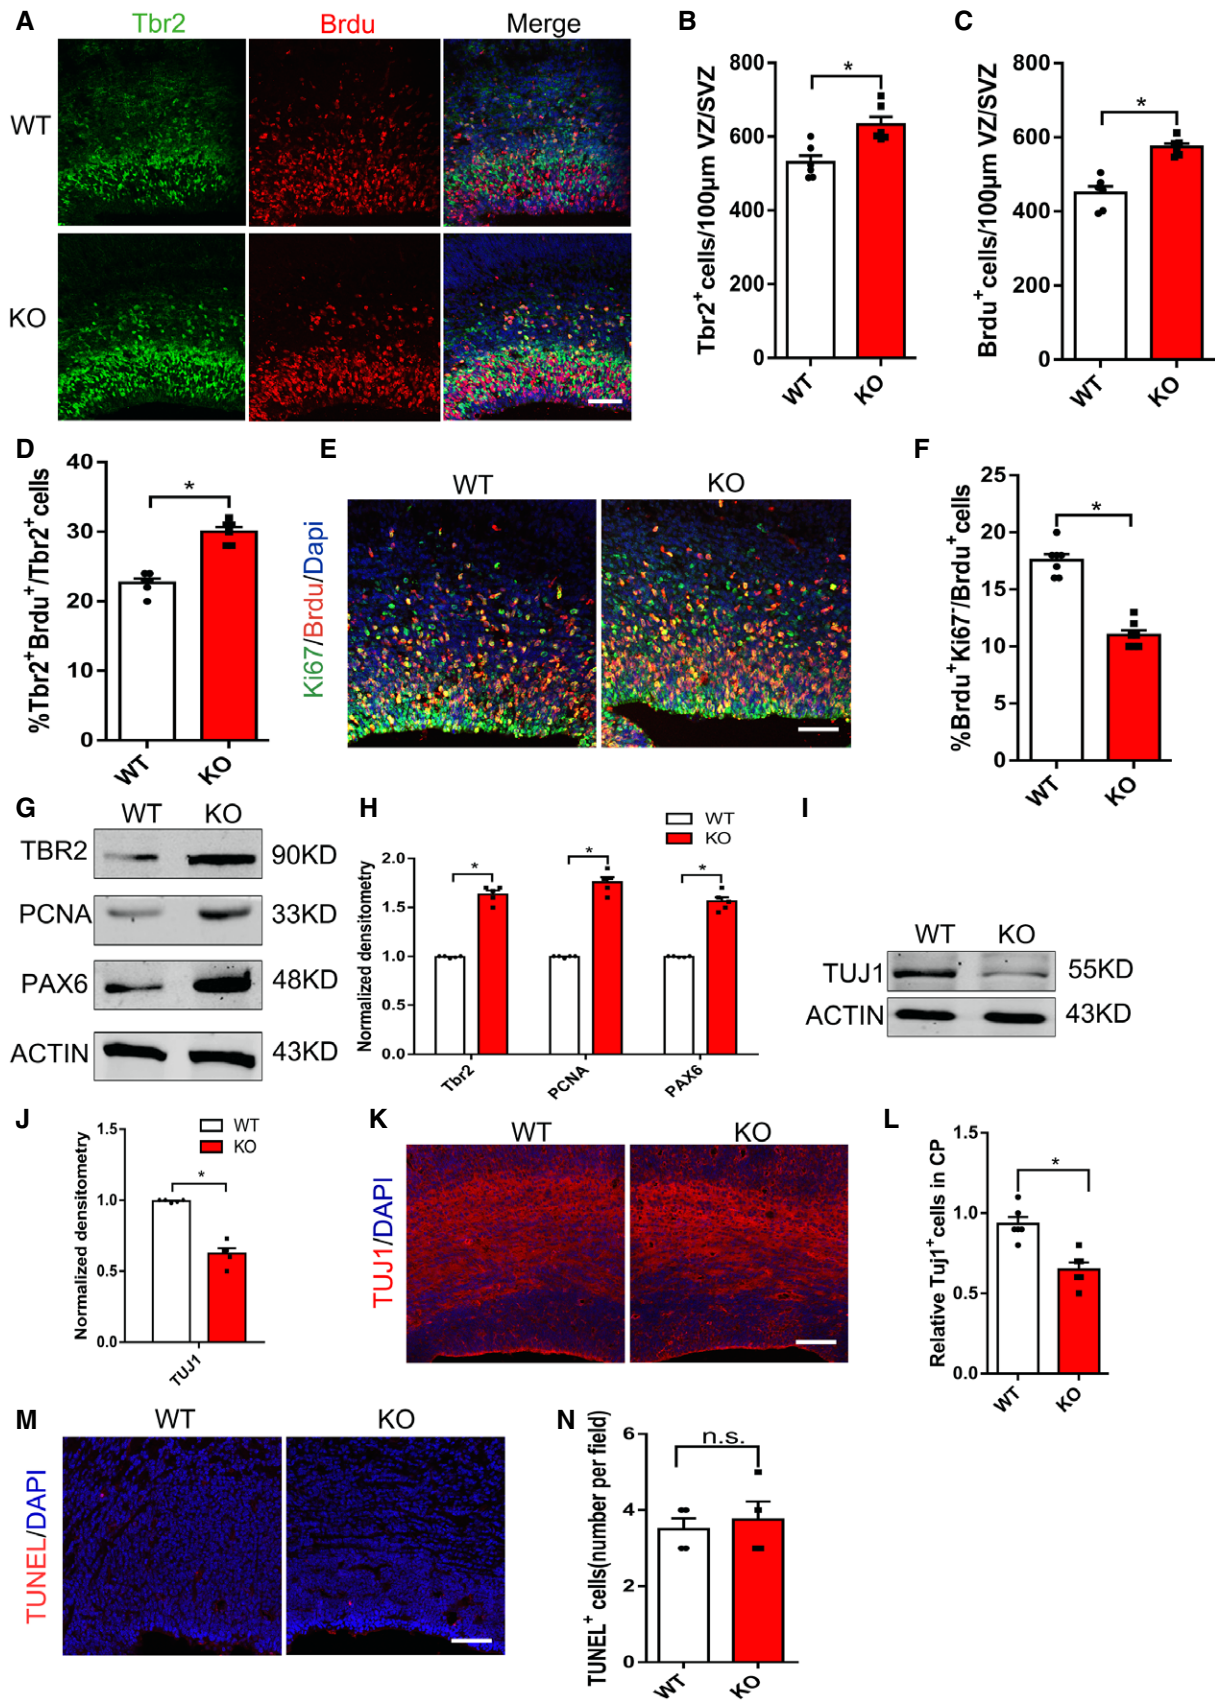 A
Tbr2
Brdu
Merge
WT
KO
B
Tbr2+cells/100μm VZ/SVZ
800
600
400
200
0
*
WT
KO
C
Brdu+cells/100μm VZ/SVZ
800
600
400
200
0
*
WT
KO
D
%Tbr2+Brdu+/Tbr2+cells
40
30
20
10
0
*
WT
KO
E
WT
KO
Ki67/Brdu/Dapi
F
%Brdu+Ki67-/Brdu+cells
25
20
15
10
5
0
*
WT
KO
G
WT
KO
TBR2
90KD
PCNA
33KD
PAX6
48KD
ACTIN
43KD
H
WT
KO
Normalized densitometry
2.0
1.5
1.0
0.5
0.0
*
*
*
Tbr2
PCNA
PAX6
I
WT
KO
TUJ1
55KD
ACTIN
43KD
J
WT
KO
Normalized densitometry
1.5
1.0
0.5
0.0
*
TUJ1
K
WT
KO
TUJ1/DAPI
L
Relative Tuj1+cells in CP
1.5
1.0
0.5
0.0
*
WT
KO
M
WT
KO
TUNEL/DAPI
N
TUNEL+ cells(number per field)
6
4
2
0
n.s.
WT
KO